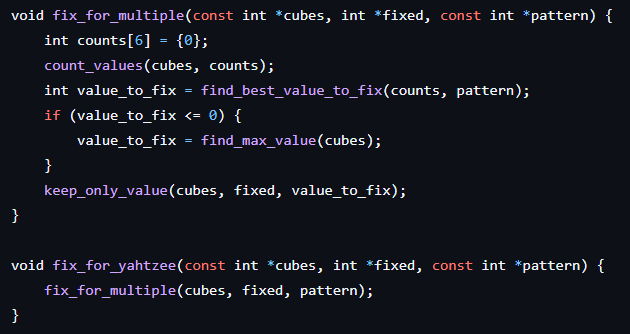 void fix_for_multiple(const int *cubes, int *fixed, const int *pattern) {
    int counts[6] = {0};
    count_values(cubes, counts);
    int value_to_fix = find_best_value_to_fix(counts, pattern);
    if (value_to_fix <= 0) {
        value_to_fix = find_max_value(cubes);
    }
    keep_only_value(cubes, fixed, value_to_fix);
}

void fix_for_yahtzee(const int *cubes, int *fixed, const int *pattern) {
    fix_for_multiple(cubes, fixed, pattern);
}